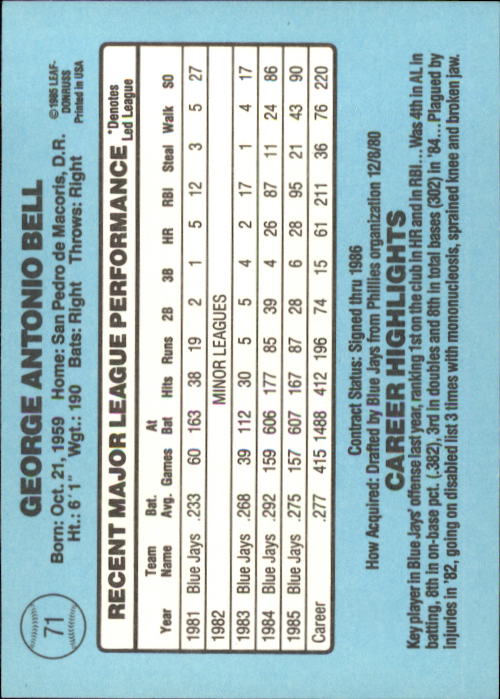 71
GEORGE ANTONIO BELL
©1985 LEAF-
DONRUSS
Printed in USA
Born: Oct. 21, 1959 Home: San Pedro de Macoris, D.R.
Ht.: 6'1" Wgt.: 190 Bats: Right Throws: Right
RECENT MAJOR LEAGUE PERFORMANCE *Denotes Led League
Year Team Name Bat. Avg. Games At Bat Hits Runs 2B 3B HR RBI Steal Walk SO
1981 Blue Jays .233 60 163 38 19 2 1 5 12 3 5 27
1982 MINOR LEAGUES
1983 Blue Jays .268 39 112 30 5 5 4 2 17 1 4 17
1984 Blue Jays .292 159 606 177 85 39 4 26 87 11 24 86
1985 Blue Jays .275 157 607 167 87 28 6 28 95 21 43 90
Career .277 415 1488 412 196 74 15 61 211 36 76 220
Contract Status: Signed thru 1986
How Acquired: Drafted by Blue Jays from Phillies organization 12/8/80
CAREER HIGHLIGHTS
Key player in Blue Jays' offense last year, ranking 1st on the club in HR and in RBI... Was 4th in AL in
batting, 8th in on-base pct. (.382), 3rd in doubles and 8th in total bases (302) in '84.... Plagued by
injuries in '82, going on disabled list 3 times with mononucleosis, sprained knee and broken jaw.